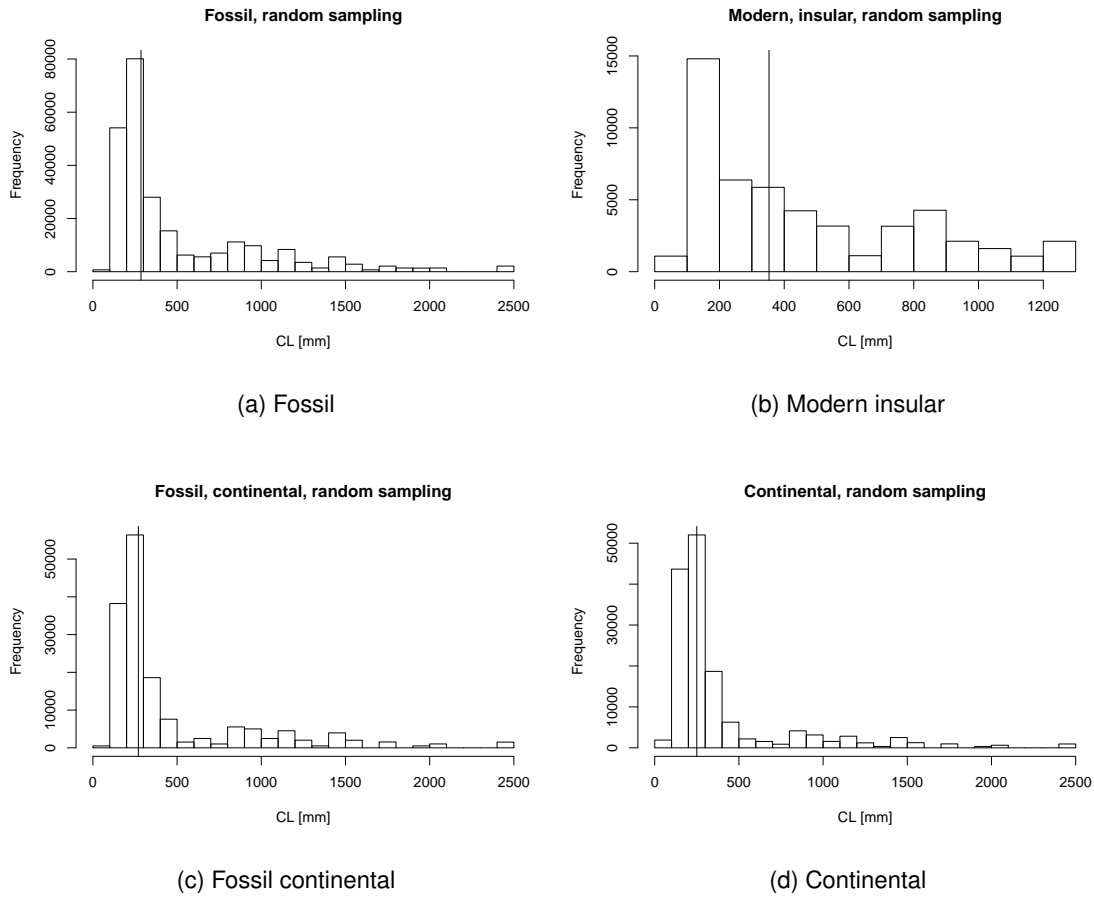 Fossil, random sampling
Frequency
80000
60000
40000
20000
0
0 500 1000 1500 2000 2500
CL [mm]
(a) Fossil
Modern, insular, random sampling
Frequency
15000
10000
5000
0
0 200 400 600 800 1000 1200
CL [mm]
(b) Modern insular
Fossil, continental, random sampling
Frequency
50000
30000
10000
0
0 500 1000 1500 2000 2500
CL [mm]
(c) Fossil continental
Continental, random sampling
Frequency
50000
30000
10000
0
0 500 1000 1500 2000 2500
CL [mm]
(d) Continental